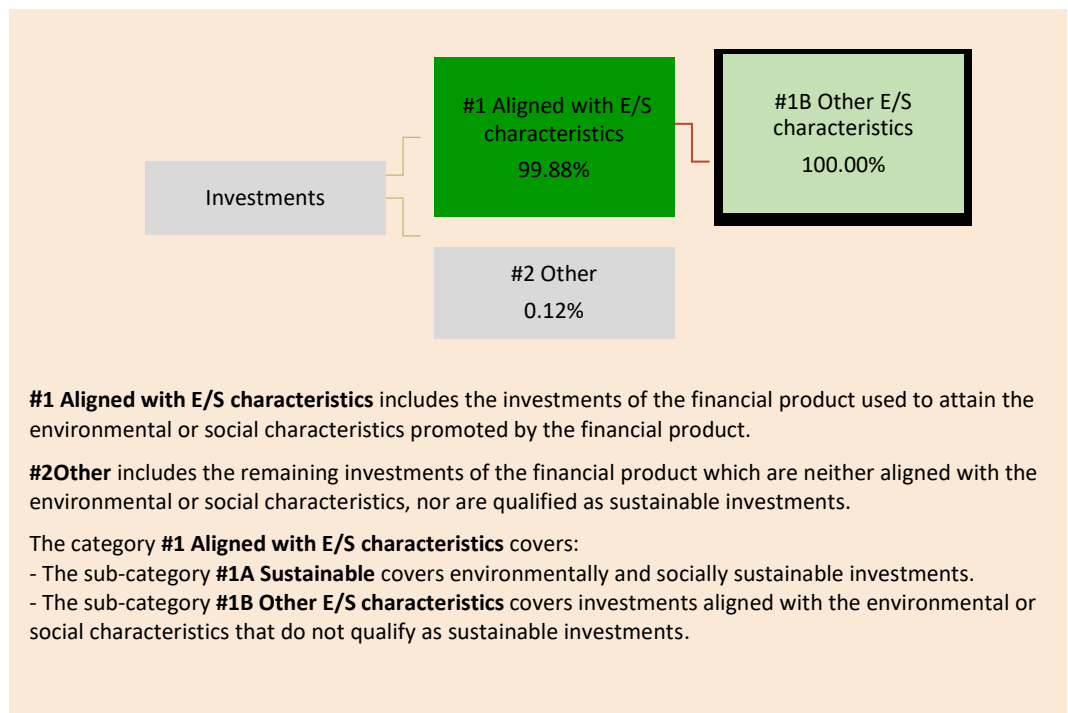 #1 Aligned with E/S
characteristics
99.88%
#1B Other E/S
characteristics
100.00%
Investments
#2 Other
0.12%
#1 Aligned with E/S characteristics includes the investments of the financial product used to attain the
environmental or social characteristics promoted by the financial product.
#2Other includes the remaining investments of the financial product which are neither aligned with the
environmental or social characteristics, nor are qualified as sustainable investments.
The category #1 Aligned with E/S characteristics covers:
- The sub-category #1A Sustainable covers environmentally and socially sustainable investments.
- The sub-category #1B Other E/S characteristics covers investments aligned with the environmental or
social characteristics that do not qualify as sustainable investments.